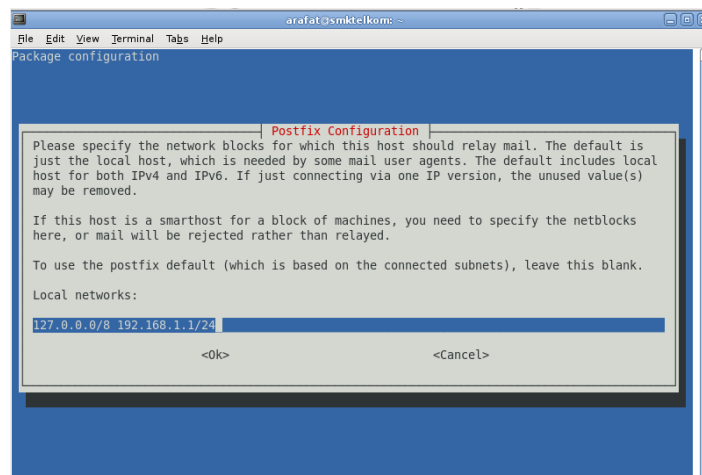 arafat@smktelkom: ~
File Edit View Terminal Tabs Help
Package configuration
Postfix Configuration
Please specify the network blocks for which this host should relay mail. The default is
just the local host, which is needed by some mail user agents. The default includes local
host for both IPv4 and IPv6. If just connecting via one IP version, the unused value(s)
may be removed.
If this host is a smarthost for a block of machines, you need to specify the netblocks
here, or mail will be rejected rather than relayed.
To use the postfix default (which is based on the connected subnets), leave this blank.
Local networks:
127.0.0.0/8 192.168.1.1/24
<Ok> <Cancel>